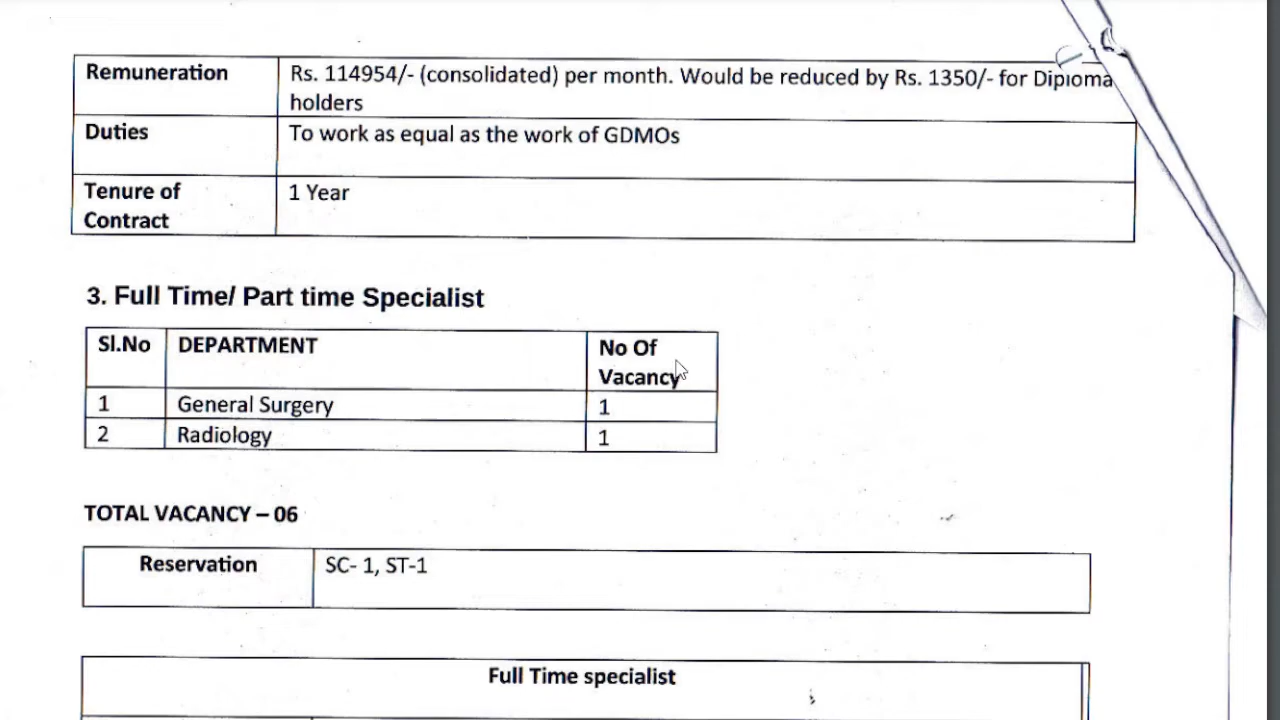 Remuneration Rs. 114954/- (consolidated) per month. Would be reduced by Rs. 1350/- for Diploma
holders
Duties To work as equal as the work of GDMOs
Tenure of 1 Year
Contract
3. Full Time/ Part time Specialist
Sl.No DEPARTMENT No Of
Vacancy
1 General Surgery 1
2 Radiology 1
TOTAL VACANCY – 06
Reservation SC- 1, ST-1
Full Time specialist